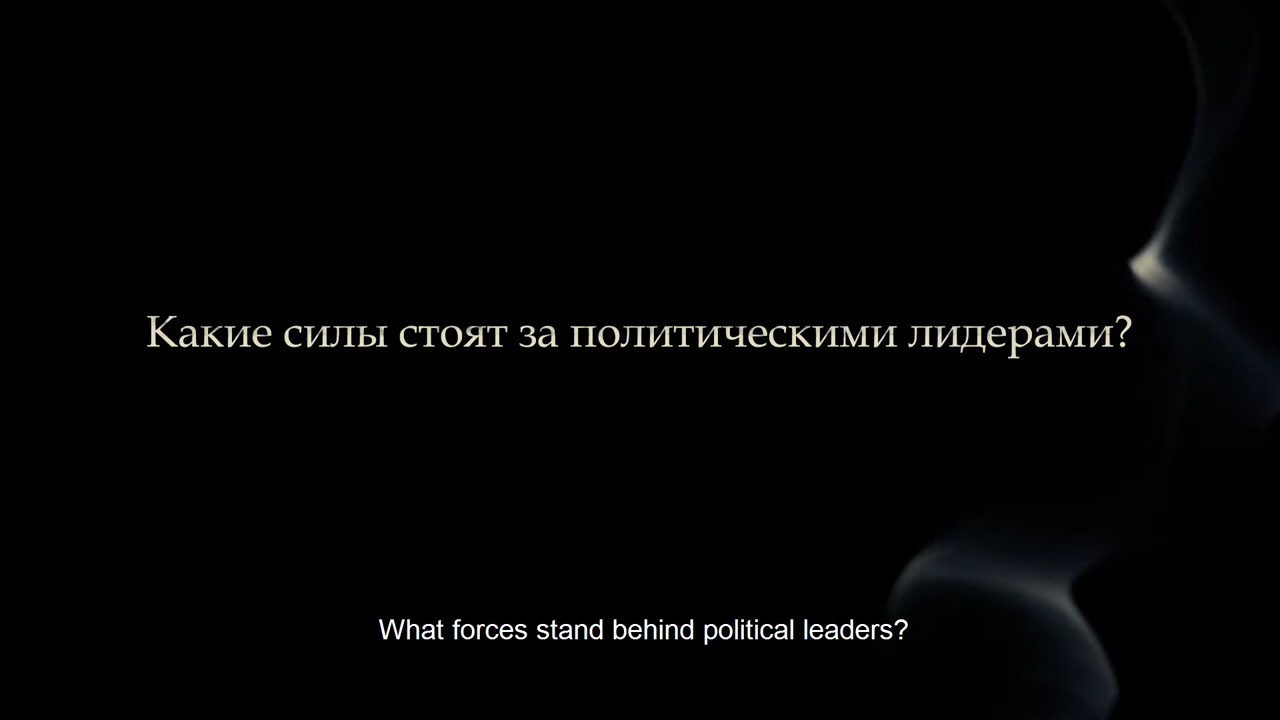 Какие силы стоят за политическими лидерами?
What forces stand behind political leaders?